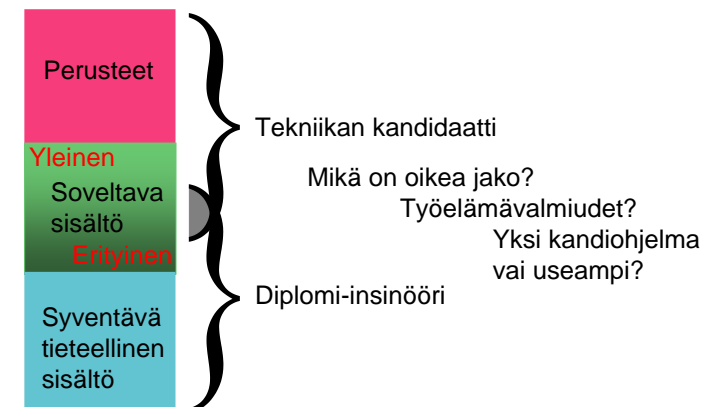 Perusteet
Yleinen
Soveltava
sisältö
Erityinen
Syventävä
tieteellinen
sisältö
Tekniikan kandidaatti
Mikä on oikea jako?
Työelämävalmiudet?
Yksi kandiohjelma
vai useampi?
Diplomi-insinööri